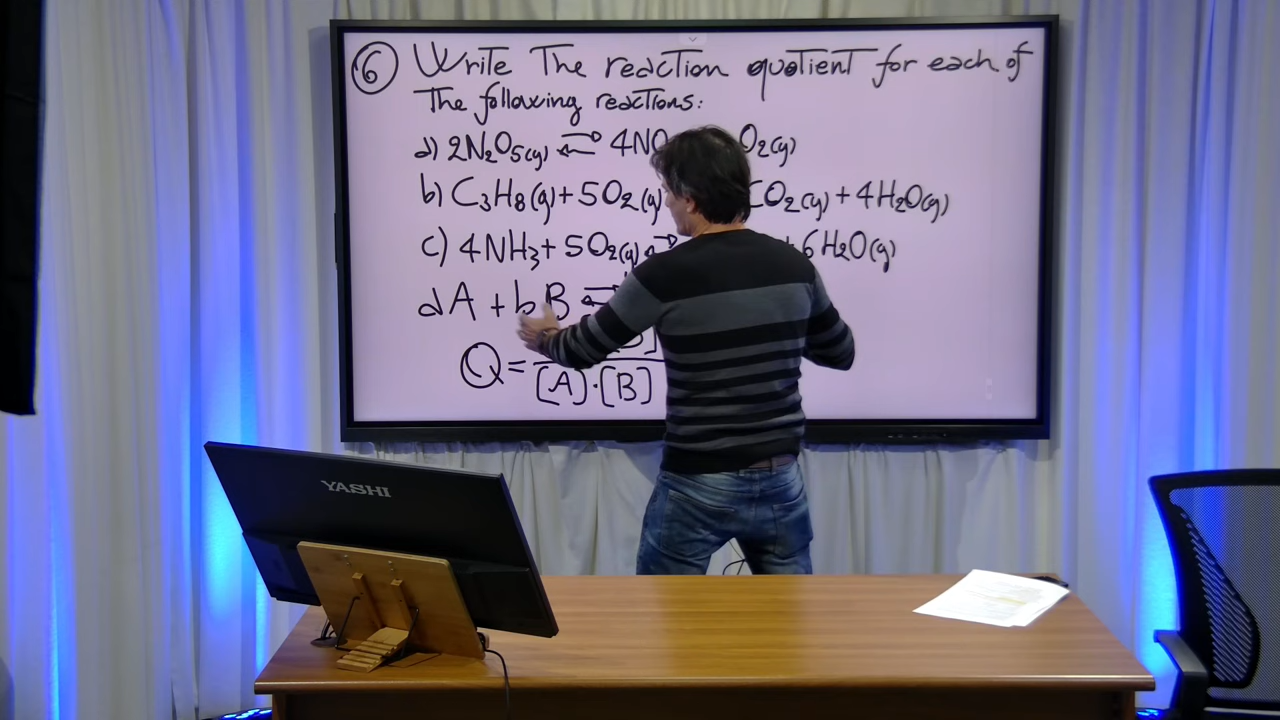 6 Write The reaction quotient for each of
The following reactions:
a) 2N₂O₅(g) ⇄ 4NO O₂(g)
b) C₃H₈(g) + 5O₂(g) CO₂(g) + 4H₂O(g)
c) 4NH₃ + 5O₂(g) ⇄ + 6H₂O(g)
aA + bB ⇄
Q =
[A]·[B]
YASHI